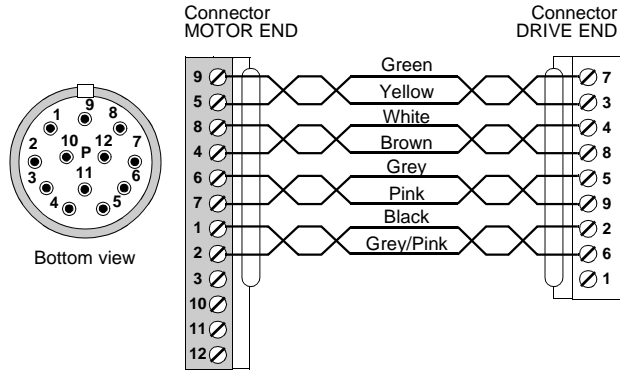 Connector
MOTOR END
Connector
DRIVE END
9 Green 7
5 Yellow 3
8 White 4
4 Brown 8
6 Grey 5
7 Pink 9
1 Black 2
2 Grey/Pink 6
3 1
10
11
12
9
1 8
2 10 P 12 7
3 11 6
4 5
Bottom view